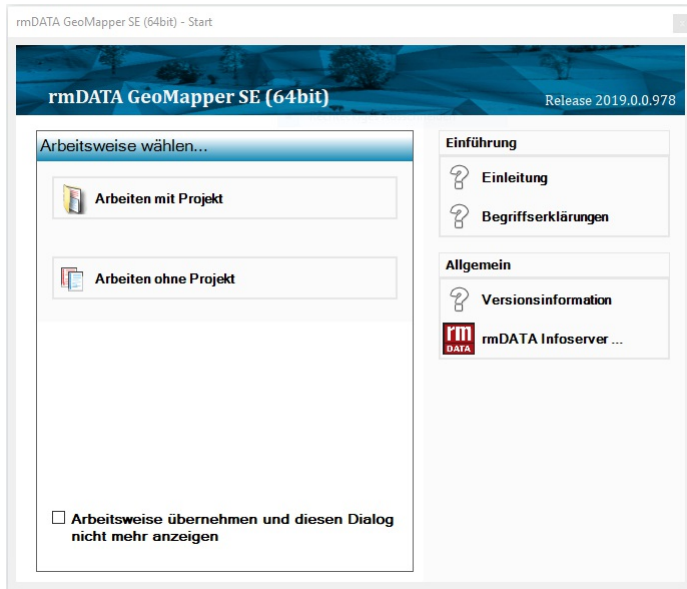 rmDATA GeoMapper SE (64bit) - Start
rmDATA GeoMapper SE (64bit)
Release 2019.0.0.978
Arbeitsweise wählen...
Arbeiten mit Projekt
Arbeiten ohne Projekt
Arbeitsweise übernehmen und diesen Dialog
nicht mehr anzeigen
Einführung
Einleitung
Begriffserklärungen
Allgemein
Versionsinformation
rm
DATA
rmDATA Infoserver ...